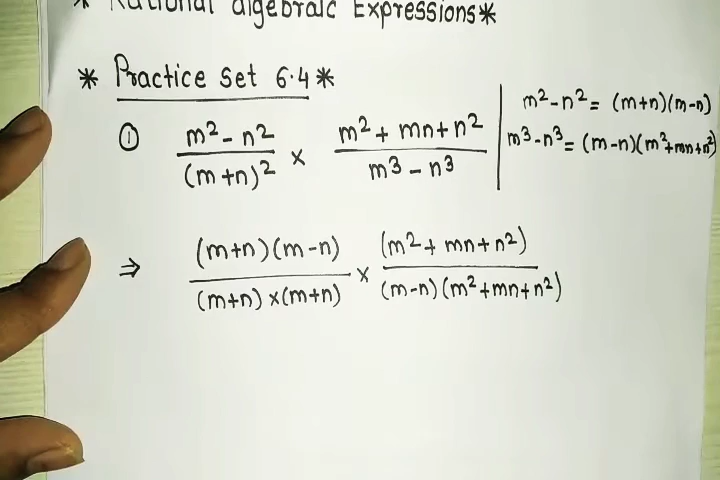 * Rational algebraic Expressions *
* Practice Set 6.4 *
① m² - n² / (m + n)² × m² + mn + n² / m³ - n³
m² - n² = (m+n)(m-n)
m³ - n³ = (m-n)(m²+mn+n²)
⇒ (m+n)(m-n) / (m+n)×(m+n) × (m²+mn+n²) / (m-n)(m²+mn+n²)